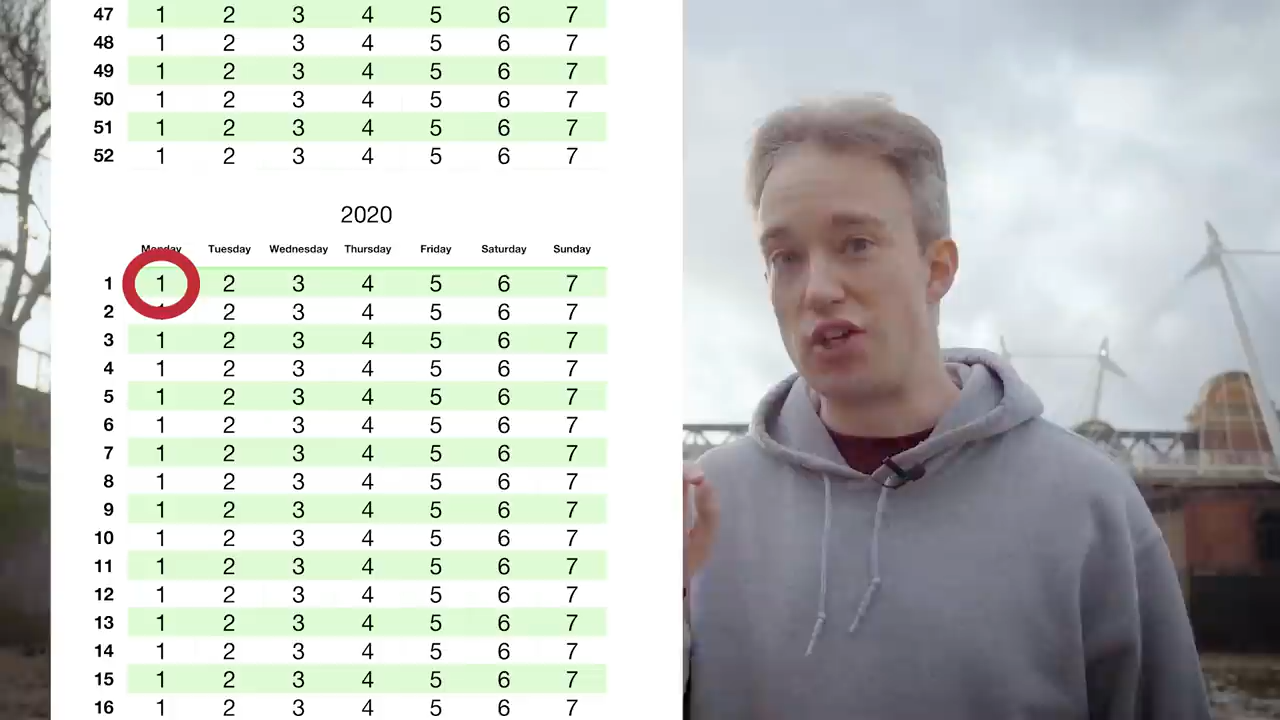 47 1 2 3 4 5 6 7
48 1 2 3 4 5 6 7
49 1 2 3 4 5 6 7
50 1 2 3 4 5 6 7
51 1 2 3 4 5 6 7
52 1 2 3 4 5 6 7
2020
Monday Tuesday Wednesday Thursday Friday Saturday Sunday
1 1 2 3 4 5 6 7
2 1 2 3 4 5 6 7
3 1 2 3 4 5 6 7
4 1 2 3 4 5 6 7
5 1 2 3 4 5 6 7
6 1 2 3 4 5 6 7
7 1 2 3 4 5 6 7
8 1 2 3 4 5 6 7
9 1 2 3 4 5 6 7
10 1 2 3 4 5 6 7
11 1 2 3 4 5 6 7
12 1 2 3 4 5 6 7
13 1 2 3 4 5 6 7
14 1 2 3 4 5 6 7
15 1 2 3 4 5 6 7
16 1 2 3 4 5 6 7